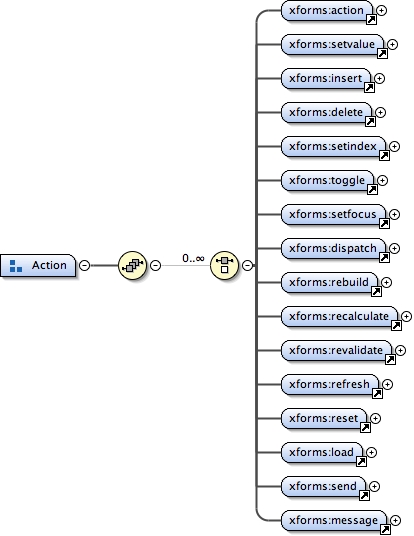 xforms:action
xforms:setvalue
xforms:insert
xforms:delete
xforms:setindex
xforms:toggle
xforms:setfocus
xforms:dispatch
0..∞
Action
xforms:rebuild
xforms:recalculate
xforms:revalidate
xforms:refresh
xforms:reset
xforms:load
xforms:send
xforms:message